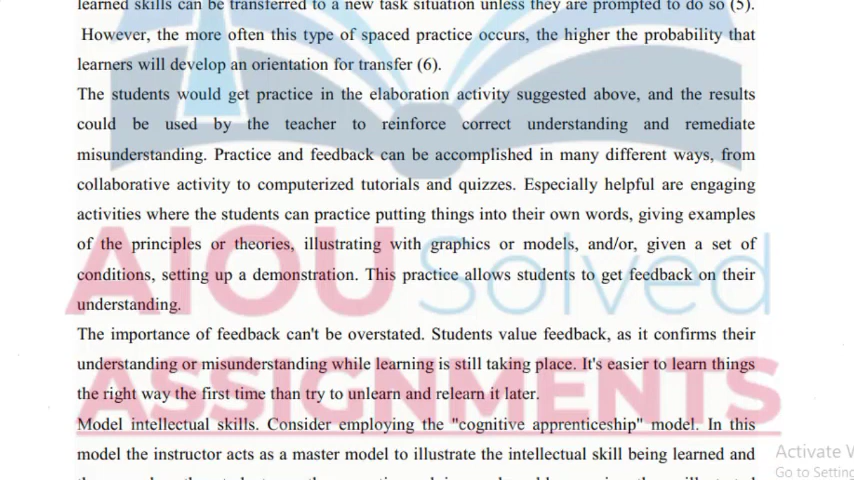 learned skills can be transferred to a new task situation unless they are prompted to do so (5).
However, the more often this type of spaced practice occurs, the higher the probability that
learners will develop an orientation for transfer (6).
The students would get practice in the elaboration activity suggested above, and the results
could be used by the teacher to reinforce correct understanding and remediate
misunderstanding. Practice and feedback can be accomplished in many different ways, from
collaborative activity to computerized tutorials and quizzes. Especially helpful are engaging
activities where the students can practice putting things into their own words, giving examples
of the principles or theories, illustrating with graphics or models, and/or, given a set of
conditions, setting up a demonstration. This practice allows students to get feedback on their
understanding.
The importance of feedback can't be overstated. Students value feedback, as it confirms their
understanding or misunderstanding while learning is still taking place. It's easier to learn things
the right way the first time than try to unlearn and relearn it later.
Model intellectual skills. Consider employing the "cognitive apprenticeship" model. In this
model the instructor acts as a master model to illustrate the intellectual skill being learned and
AIOU Solved
ASSIGNMENTS
Activate W
Go to Setting